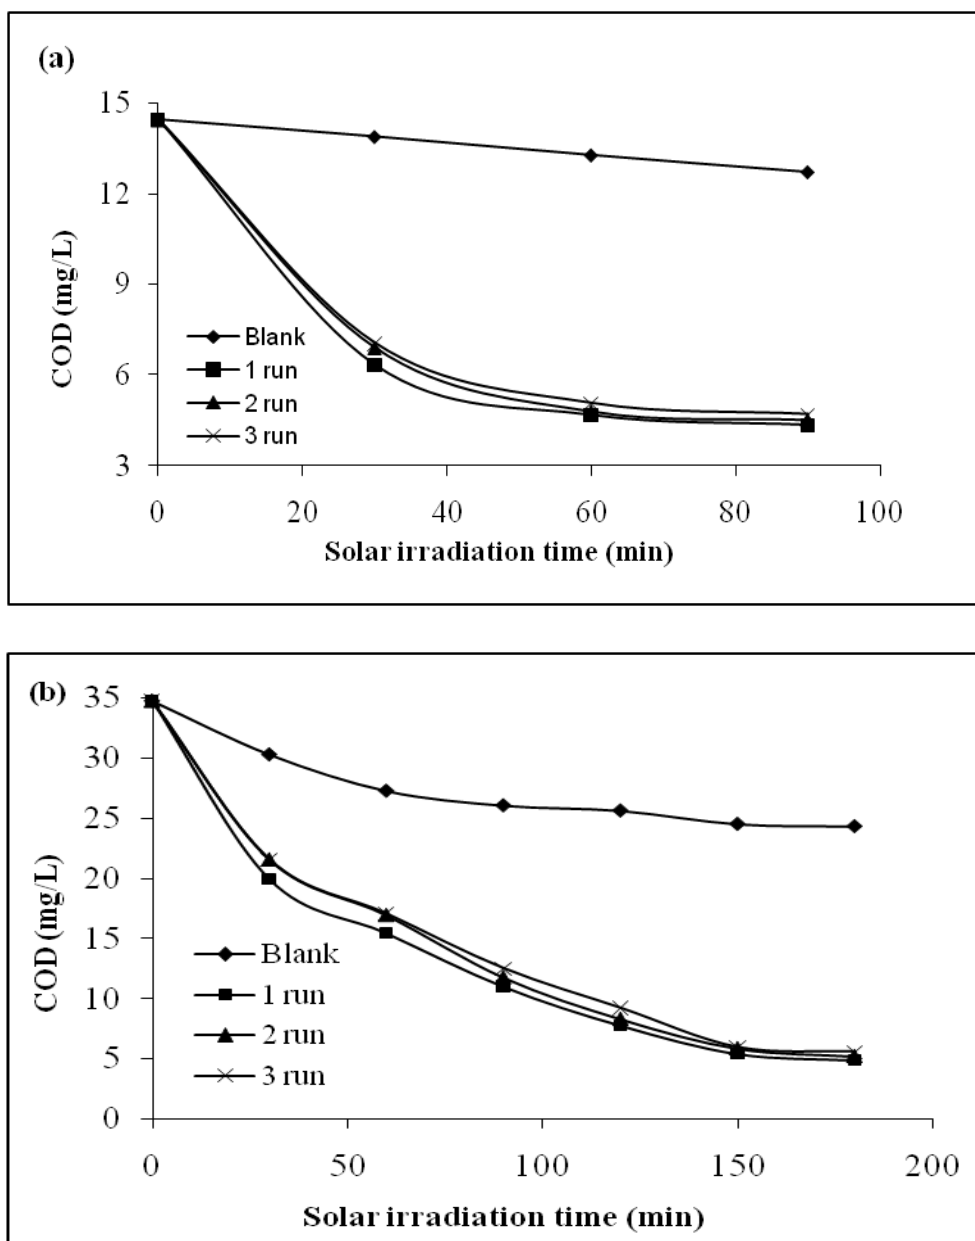 (a)
15
12
9
6
3
COD (mg/L)
Blank
1 run
2 run
3 run
0 20 40 60 80 100
Solar irradiation time (min)
(b)
35
30
25
20
15
10
5
0
COD (mg/L)
Blank
1 run
2 run
3 run
0 50 100 150 200
Solar irradiation time (min)